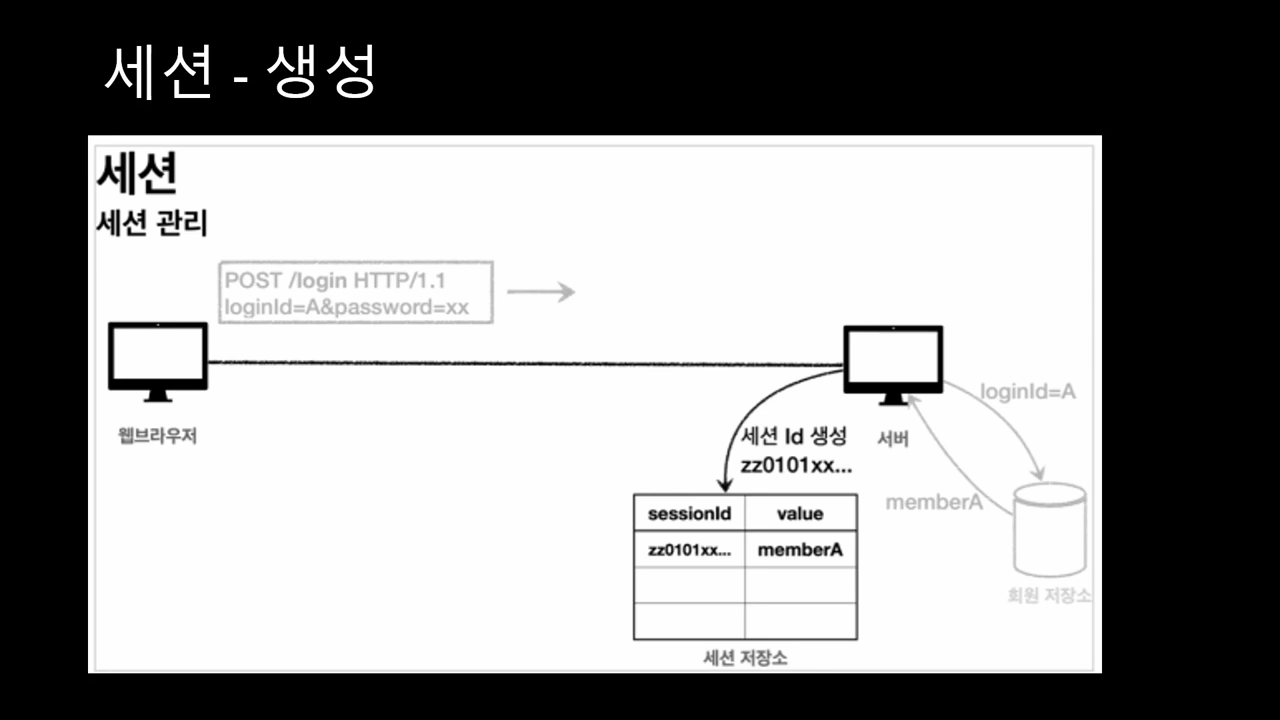 세션 - 생성
세션
세션 관리
POST /login HTTP/1.1
loginId=A&password=xx
웹브라우저
서버
loginId=A
memberA
회원 저장소
세션 Id 생성
zz0101xx...
sessionId value
zz0101xx... memberA
세션 저장소